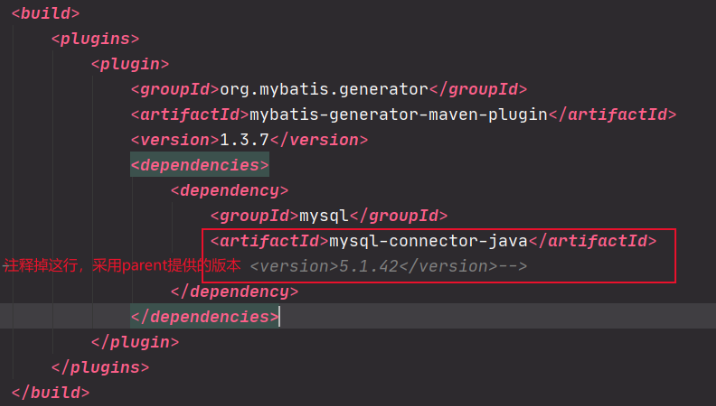 <build>
<plugins>
<plugin>
<groupId>org.mybatis.generator</groupId>
<artifactId>mybatis-generator-maven-plugin</artifactId>
<version>1.3.7</version>
<dependencies>
<dependency>
<groupId>mysql</groupId>
<artifactId>mysql-connector-java</artifactId>
注释掉这行，采用parent提供的版本 <version>5.1.42</version>-->
</dependency>
</dependencies>
</plugin>
</plugins>
</build>